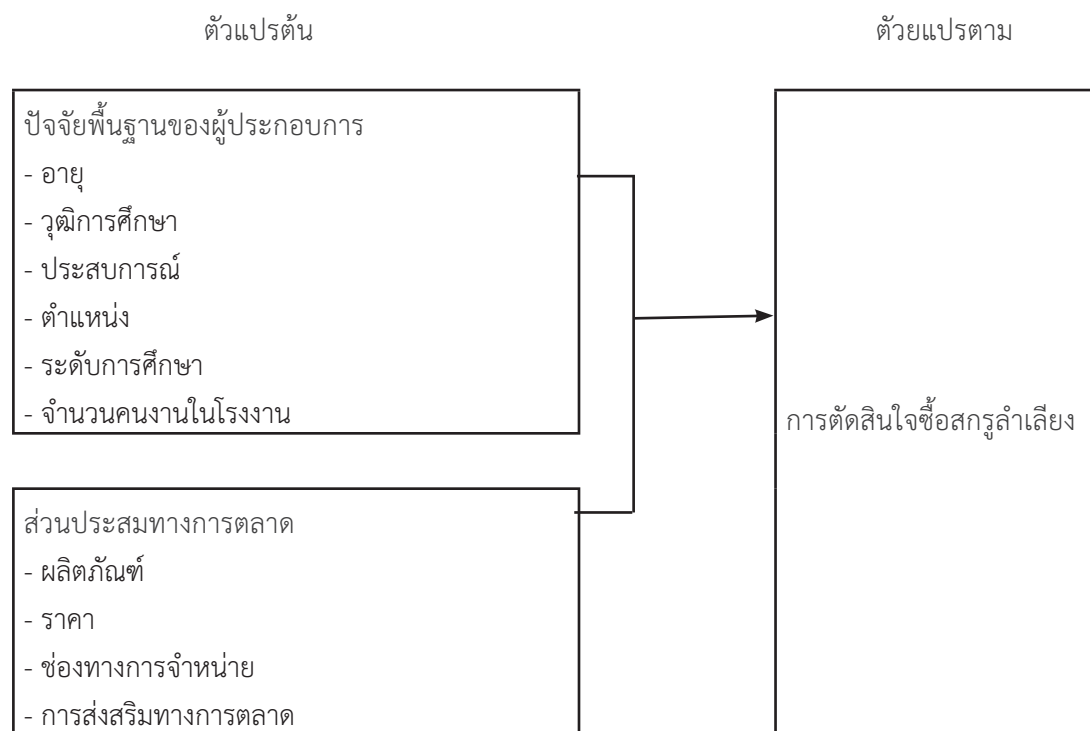 ตัวแปรต้น
ตัวยแปรตาม
ปัจจัยพื้นฐานของผู้ประกอบการ
- อายุ
- วุฒิการศึกษา
- ประสบการณ์
- ตำแหน่ง
- ระดับการศึกษา
- จำนวนคนงานในโรงงาน
การตัดสินใจซื้อสกรูลำเลียง
ส่วนประสมทางการตลาด
- ผลิตภัณฑ์
- ราคา
- ช่องทางการจำหน่าย
- การส่งสริมทางการตลาด